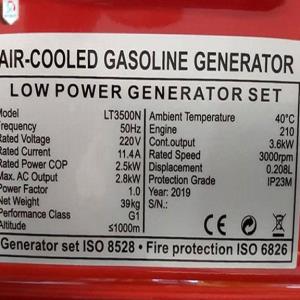 AIR-COOLED GASOLINE GENERATOR
LOW POWER GENERATOR SET
Model LT3500N
Frequency 50Hz
Rated Voltage 220V
Rated Current 11.4A
Rated Power COP 2.5kW
Max. AC Output 2.8kW
Power Factor 1.0
Net Weight 39kg
Performance Class G1
Altitude ≤1000m
Ambient Temperature 40°C
Engine 210
Cont.output 3.6kW
Rated Speed 3000rpm
Displacement 0.208L
Protection Grade IP23M
Year: 2019
S/N.:
CE
Generator set ISO 8528 • Fire protection ISO 6826